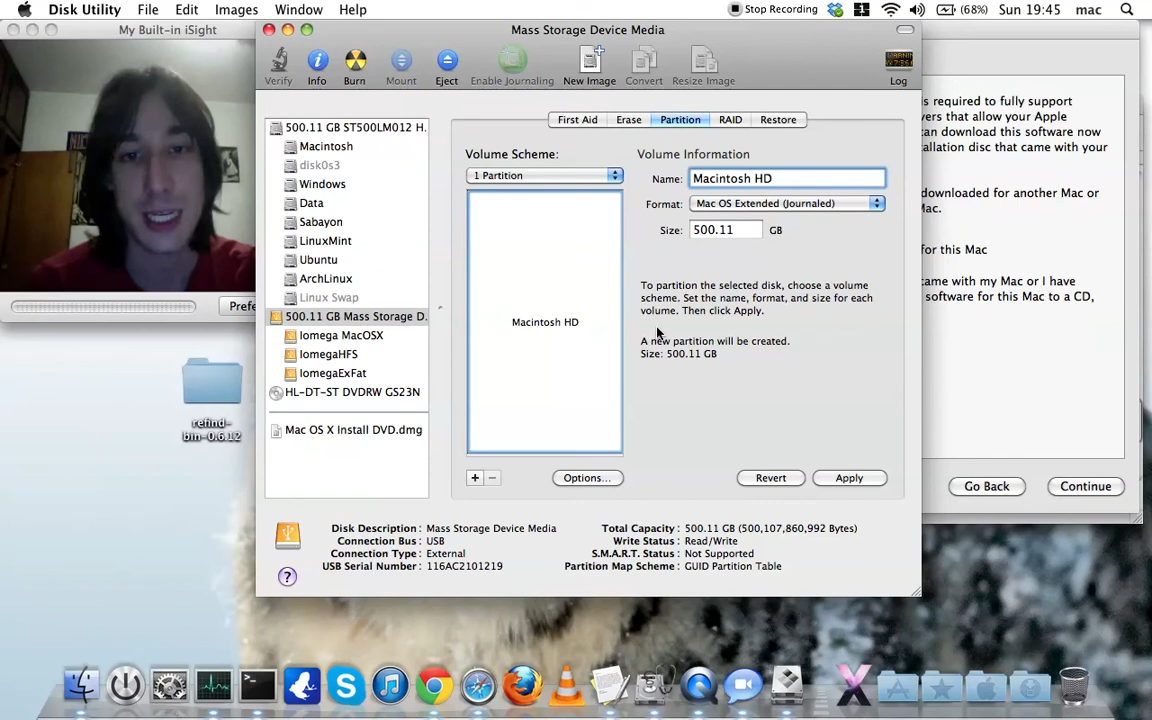 Disk Utility File Edit Images Window Help
Stop Recording 1 (68%) Sun 19:45 mac
My Built-in iSight
Mass Storage Device Media
Verify Info Burn Mount Eject Enable Journaling New Image Convert Resize Image Log
First Aid Erase Partition RAID Restore
500.11 GB ST500LM012 H.
Macintosh
disk0s3
Windows
Data
Sabayon
LinuxMint
Ubuntu
ArchLinux
Linux Swap
500.11 GB Mass Storage D.
Iomega MacOSX
IomegaHFS
IomegaExFat
HL-DT-ST DVDRW GS23N
Mac OS X Install DVD.dmg
Volume Scheme:
1 Partition
Macintosh HD
+ −
Options...
Volume Information
Name: Macintosh HD
Format: Mac OS Extended (Journaled)
Size: 500.11 GB
To partition the selected disk, choose a volume
scheme. Set the name, format, and size for each
volume. Then click Apply.
A new partition will be created.
Size: 500.11 GB
Revert Apply
Disk Description: Mass Storage Device Media
Connection Bus: USB
Connection Type: External
USB Serial Number: 116AC2101219
Total Capacity: 500.11 GB (500,107,860,992 Bytes)
Write Status: Read/Write
S.M.A.R.T. Status: Not Supported
Partition Map Scheme: GUID Partition Table
?
Prefe
refind-
bin-0.6.12
is required to fully support
vers that allow your Apple
can download this software now
tallation disc that came with your
downloaded for another Mac or
Mac.
for this Mac
came with my Mac or I have
software for this Mac to a CD,
Go Back Continue